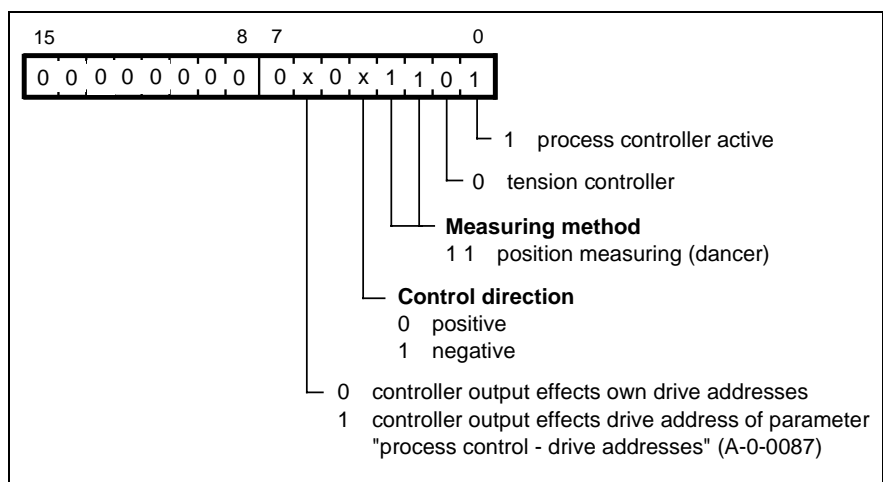 15 8 7 0
0 0 0 0 0 0 0 0 0 x 0 x 1 1 0 1
1 process controller active
0 tension controller
Measuring method
1 1 position measuring (dancer)
Control direction
0 positive
1 negative
0 controller output effects own drive addresses
1 controller output effects drive address of parameter
"process control - drive addresses" (A-0-0087)